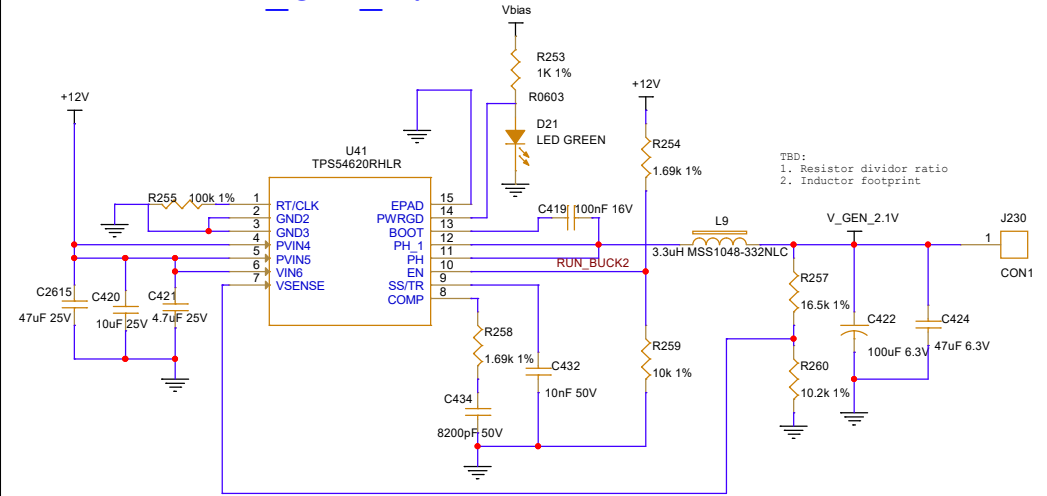 Vbias
R253
1K 1%
R0603
D21
LED GREEN
+12V
+12V
R254
1.69k 1%
TBD:
1. Resistor dividor ratio
2. Inductor footprint
U41
TPS54620RHLR
R255 100k 1%
1 RT/CLK
2 GND2
3 GND3
4 PVIN4
5 PVIN5
6 VIN6
7 VSENSE
EPAD 15
PWRGD 14
BOOT 13
PH_1 12
PH 11
EN 10
SS/TR 9
COMP 8
C419 100nF 16V
RUN_BUCK2
L9
3.3uH MSS1048-332NLC
V_GEN_2.1V
J230
1
CON1
C2615
47uF 25V
C420
10uF 25V
C421
4.7uF 25V
R257
16.5k 1%
C422
100uF 6.3V
C424
47uF 6.3V
R258
1.69k 1%
C432
10nF 50V
R259
10k 1%
R260
10.2k 1%
C434
8200pF 50V